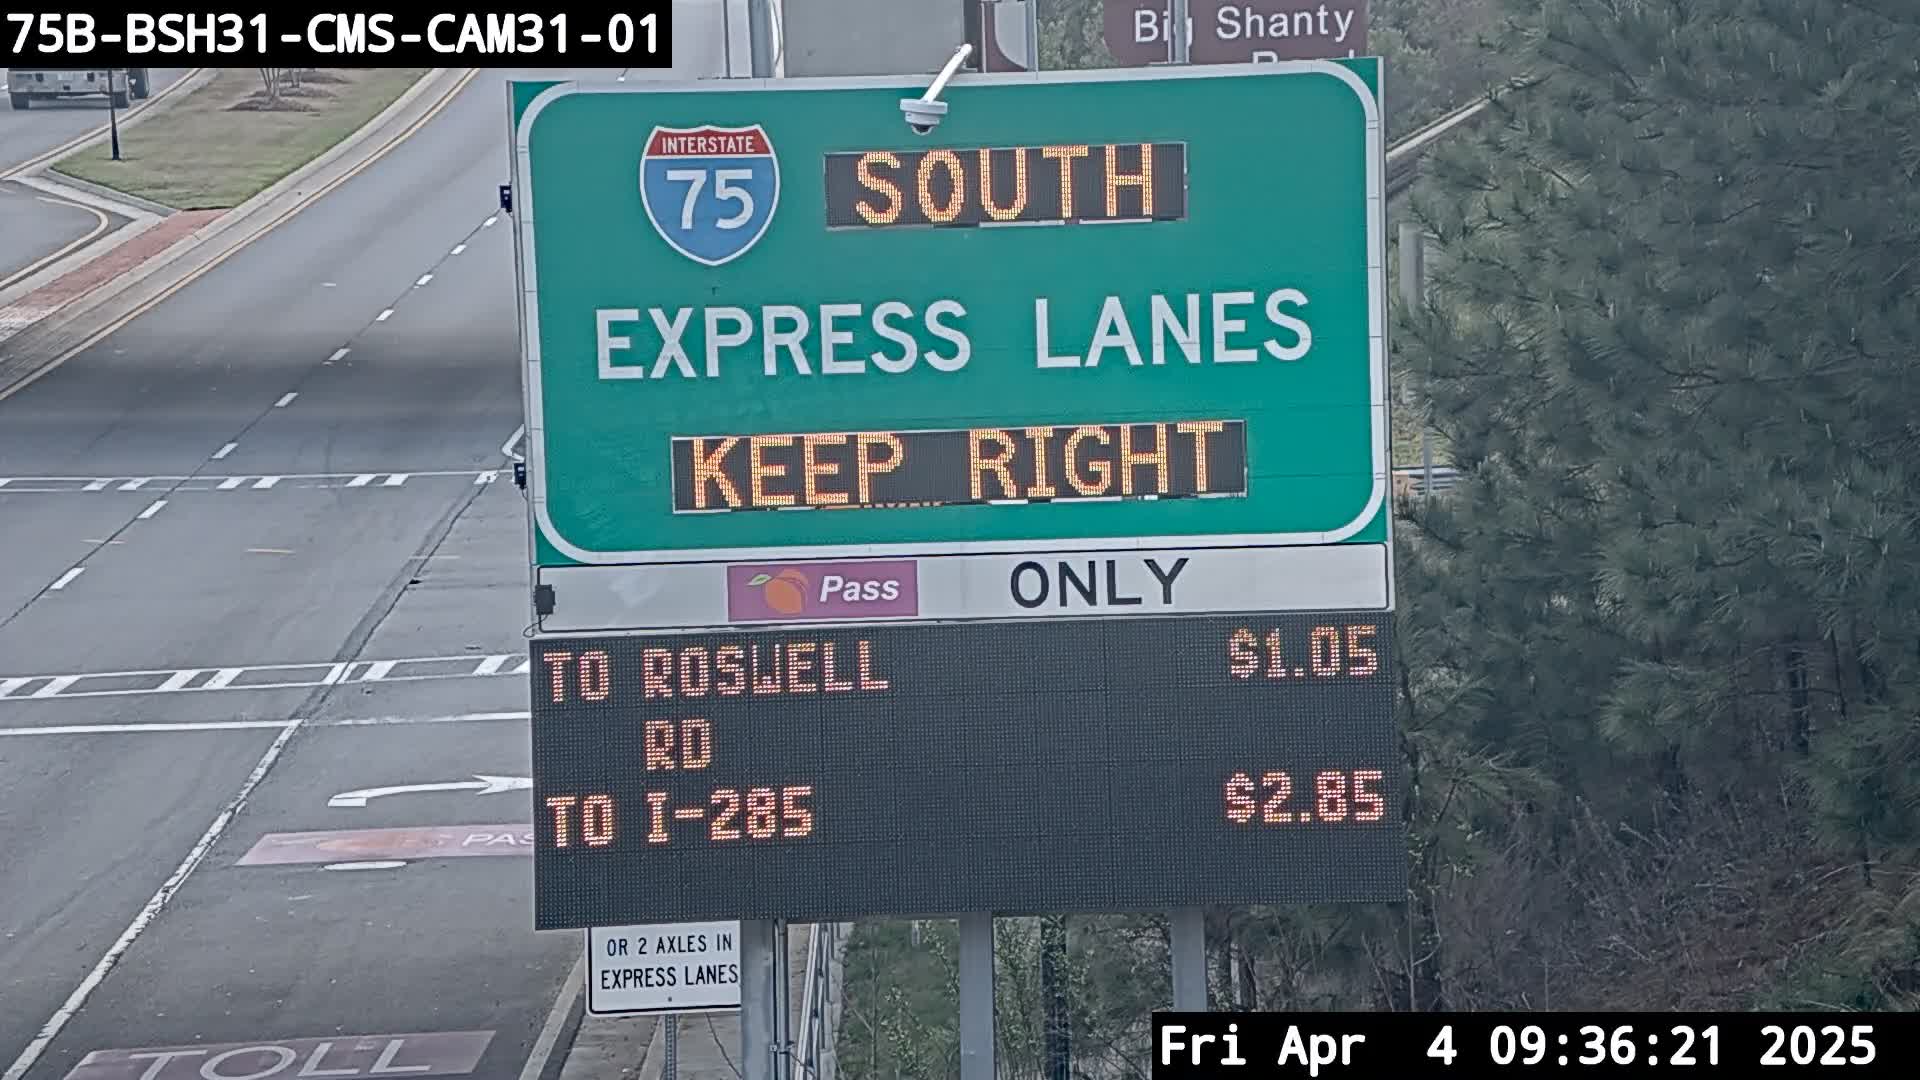 75B-BSH31-CMS-CAM31-01
Big Shanty
INTERSTATE
75
SOUTH
EXPRESS LANES
KEEP RIGHT
Pass
ONLY
TO ROSWELL $1.05
RD
TO I-285 $2.85
PAS
OR 2 AXLES IN
EXPRESS LANES
TOLL
Fri Apr 4 09:36:21 2025